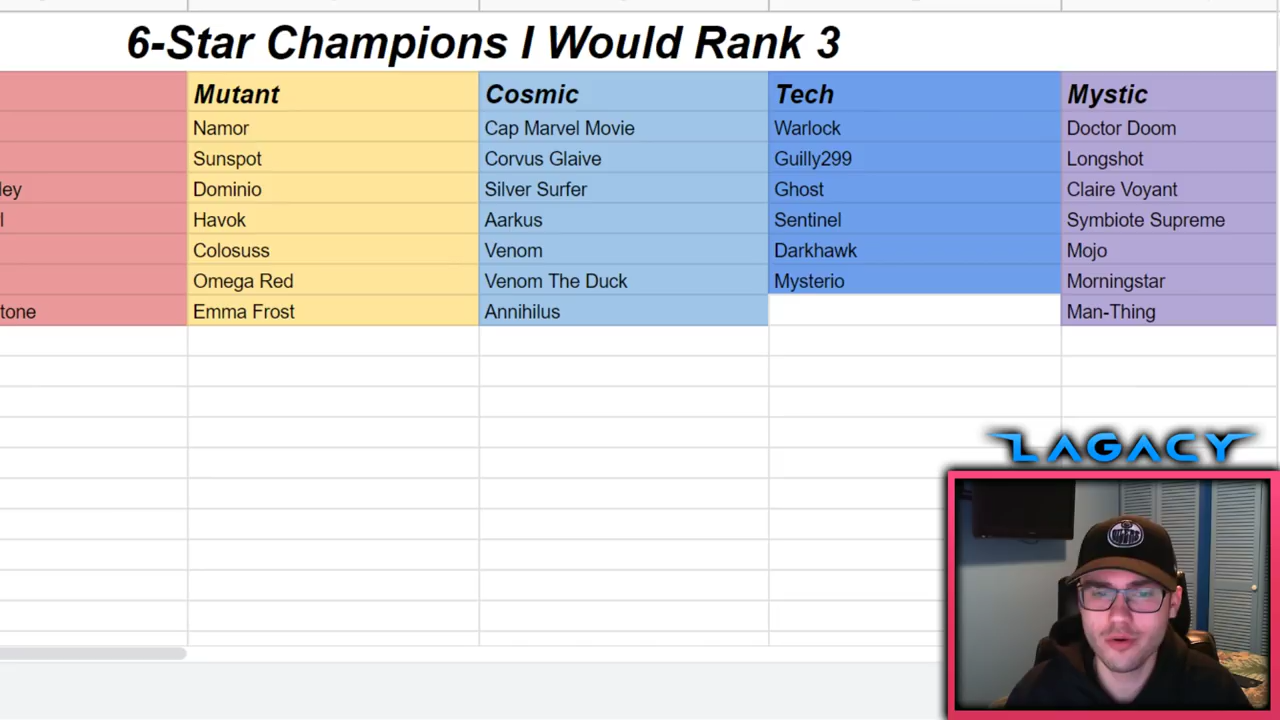 6-Star Champions I Would Rank 3
Mutant Cosmic Tech Mystic
Namor Cap Marvel Movie Warlock Doctor Doom
Sunspot Corvus Glaive Guilly299 Longshot
ley Dominio Silver Surfer Ghost Claire Voyant
l Havok Aarkus Sentinel Symbiote Supreme
Colosuss Venom Darkhawk Mojo
Omega Red Venom The Duck Mysterio Morningstar
tone Emma Frost Annihilus Man-Thing
LAGACY